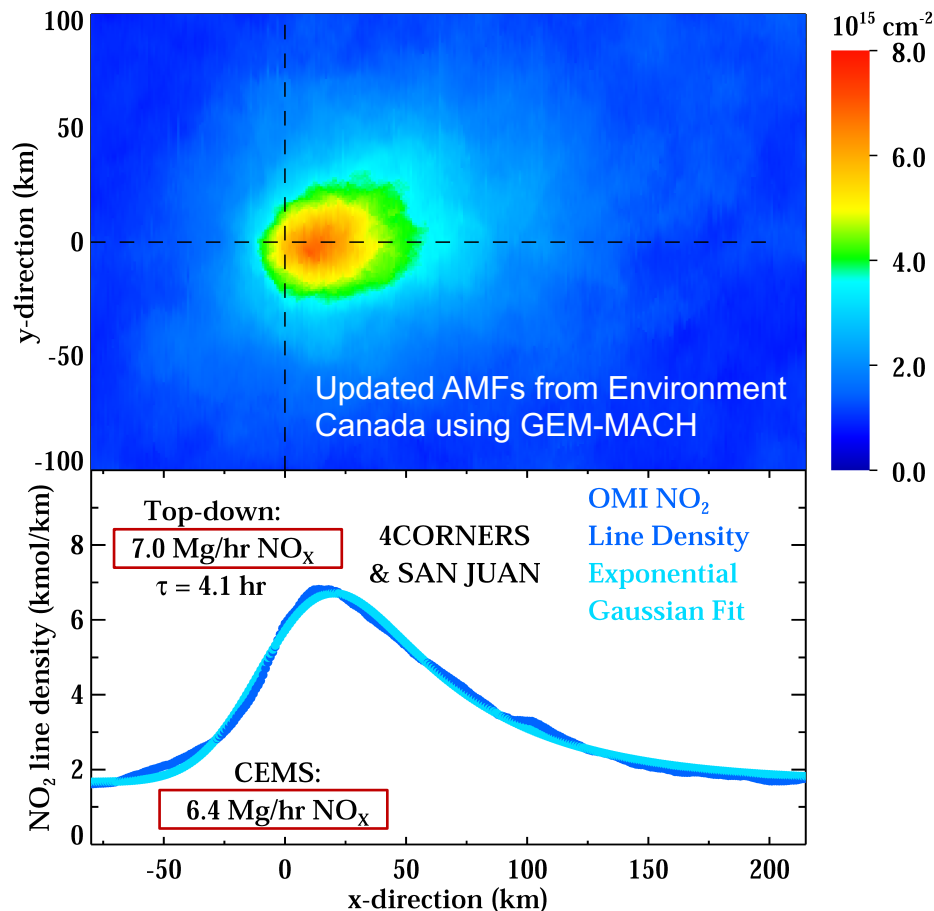 10¹⁵ cm⁻²
100
50
0
-50
-100
y-direction (km)
8.0
6.0
4.0
2.0
0.0
Updated AMFs from Environment
Canada using GEM-MACH
Top-down:
7.0 Mg/hr NOX
τ = 4.1 hr
4CORNERS
& SAN JUAN
OMI NO₂
Line Density
Exponential
Gaussian Fit
CEMS:
6.4 Mg/hr NOX
NO₂ line density (kmol/km)
8
6
4
2
0
-50
0
50
100
150
200
x-direction (km)